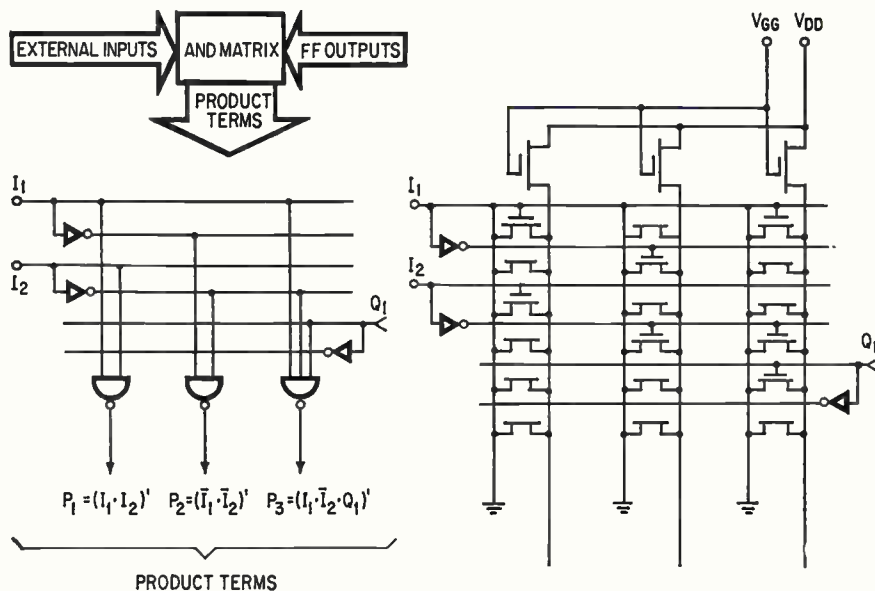 EXTERNAL INPUTS
AND MATRIX
FF OUTPUTS
PRODUCT
TERMS
I₁
I₂
Q₁
P₁=(I₁·I₂)' P₂=(Ī₁·Ī₂)' P₃=(I₁·Ī₂·Q₁)'
PRODUCT TERMS
VGG
VDD
I₁
I₂
Q₁